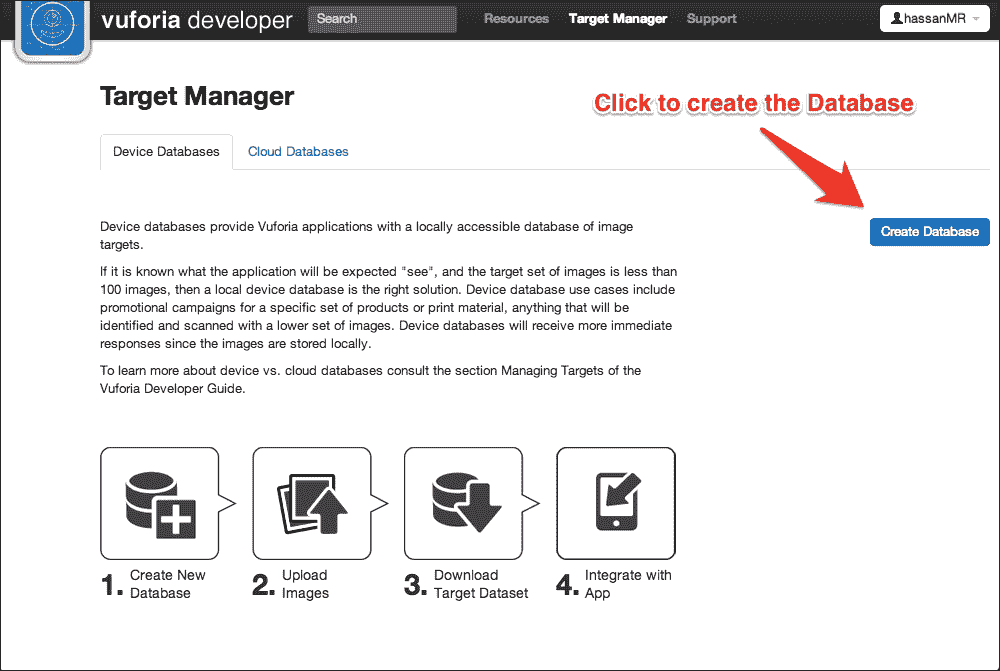 vuforia developer
Search
Resources
Target Manager
Support
hassanMR
Target Manager
Click to create the Database
Device Databases
Cloud Databases
Create Database
Device databases provide Vuforia applications with a locally accessible database of image
targets.
If it is known what the application will be expected "see", and the target set of images is less than
100 images, then a local device database is the right solution. Device database use cases include
promotional campaigns for a specific set of products or print material, anything that will be
identified and scanned with a lower set of images. Device databases will receive more immediate
responses since the images are stored locally.
To learn more about device vs. cloud databases consult the section Managing Targets of the
Vuforia Developer Guide.
1. Create New
Database
2. Upload
Images
3. Download
Target Dataset
4. Integrate with
App